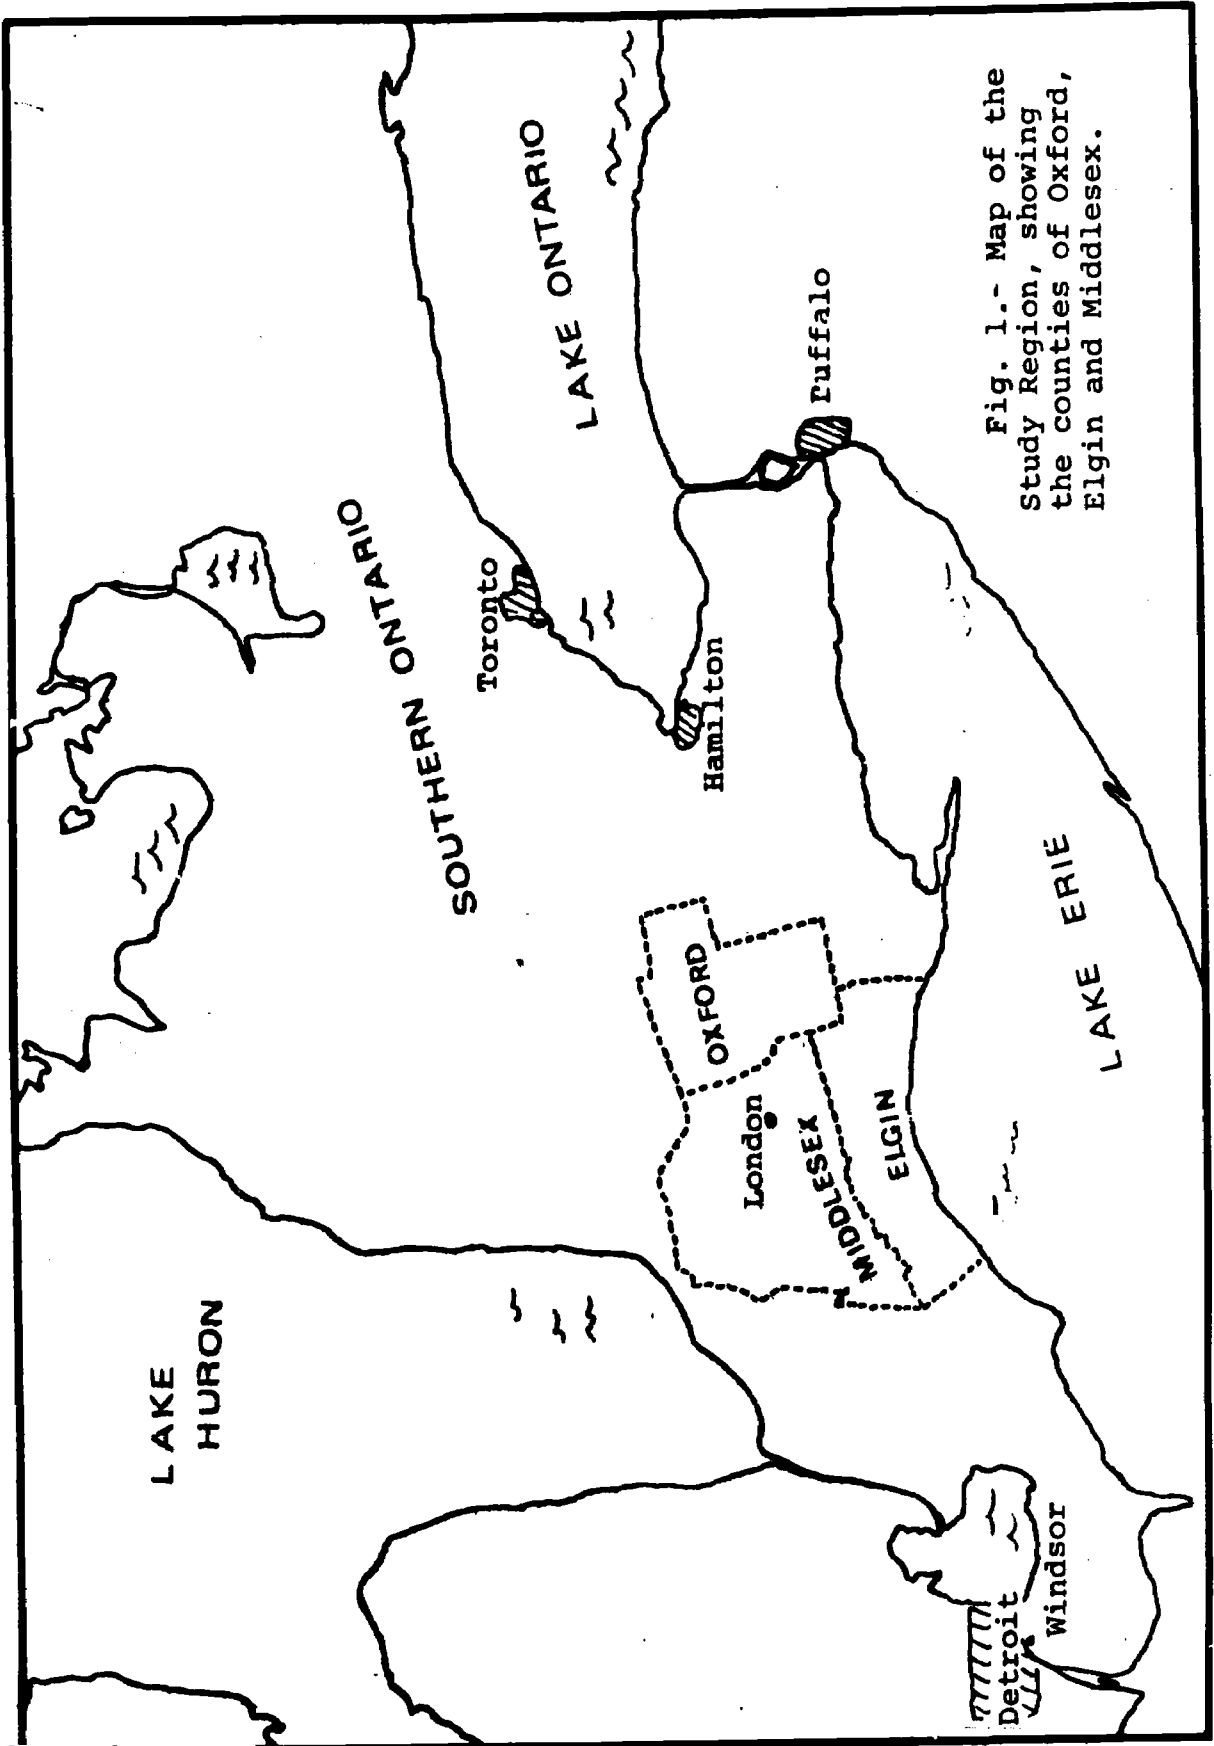 LAKE
HURON
SOUTHERN ONTARIO
Toronto
LAKE ONTARIO
Hamilton
ruffalo
OXFORD
London
MIDDLESEX
ELGIN
LAKE ERIE
Detroit
Windsor
Fig. 1.- Map of the
Study Region, showing
the counties of Oxford,
Elgin and Middlesex.